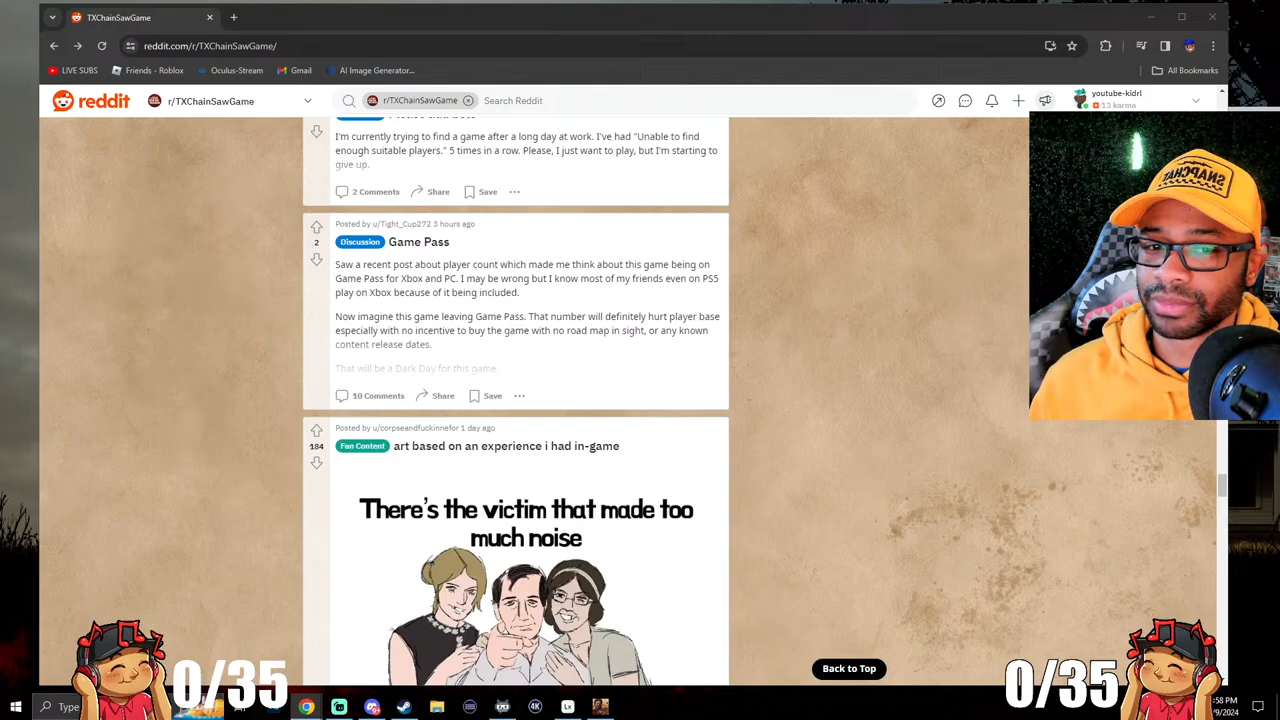 TXChainSawGame
reddit.com/r/TXChainSawGame/
LIVE SUBS
Friends - Roblox
Oculus-Stream
Gmail
AI Image Generator...
All Bookmarks
reddit
r/TXChainSawGame
r/TXChainSawGame
Search Reddit
youtube-kidrl
13 karma
I'm currently trying to find a game after a long day at work. I've had "Unable to find
enough suitable players." 5 times in a row. Please, I just want to play, but I'm starting to
give up.
2 Comments
Share
Save
SNAPCHAT
Posted by u/Tight_Cup272 3 hours ago
2
Discussion
Game Pass
Saw a recent post about player count which made me think about this game being on
Game Pass for Xbox and PC. I may be wrong but I know most of my friends even on PS5
play on Xbox because of it being included.
Now imagine this game leaving Game Pass. That number will definitely hurt player base
especially with no incentive to buy the game with no road map in sight, or any known
content release dates.
That will be a Dark Day for this game.
10 Comments
Share
Save
Posted by u/corpseandfuckinnefor 1 day ago
184
Fan Content
art based on an experience i had in-game
There's the victim that made too
much noise
Back to Top
0/35
0/35
Type
:58 PM
/9/2024